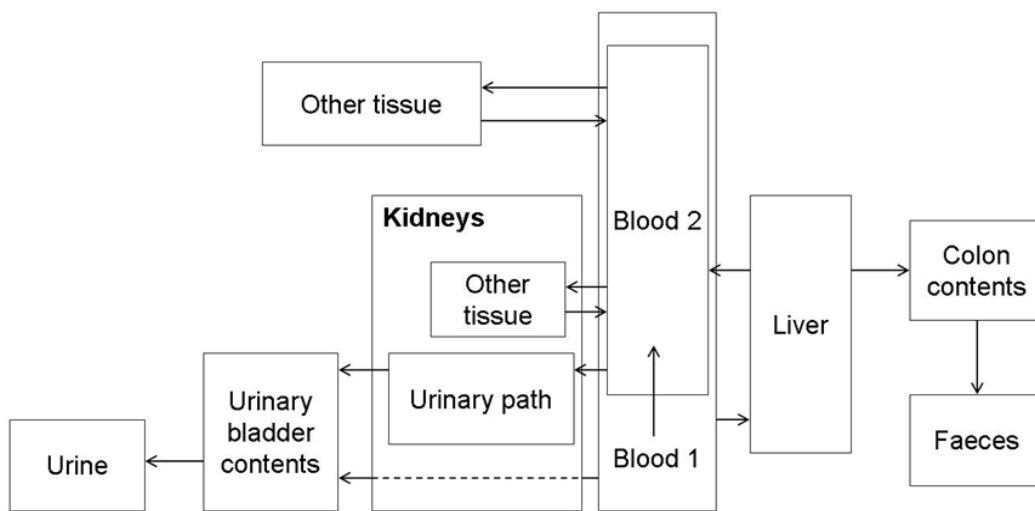 Other tissue
Kidneys
Blood 2
Other
tissue
Liver
Colon
contents
Urinary path
Urinary
bladder
contents
Blood 1
Urine
Faeces